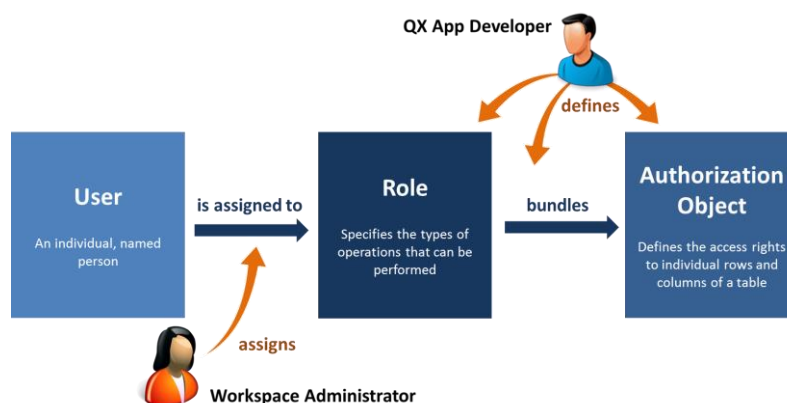 QX App Developer
defines
User
An individual, named
person
is assigned to
Role
Specifies the types of
operations that can be
performed
bundles
Authorization
Object
Defines the access rights
to individual rows and
columns of a table
assigns
Workspace Administrator